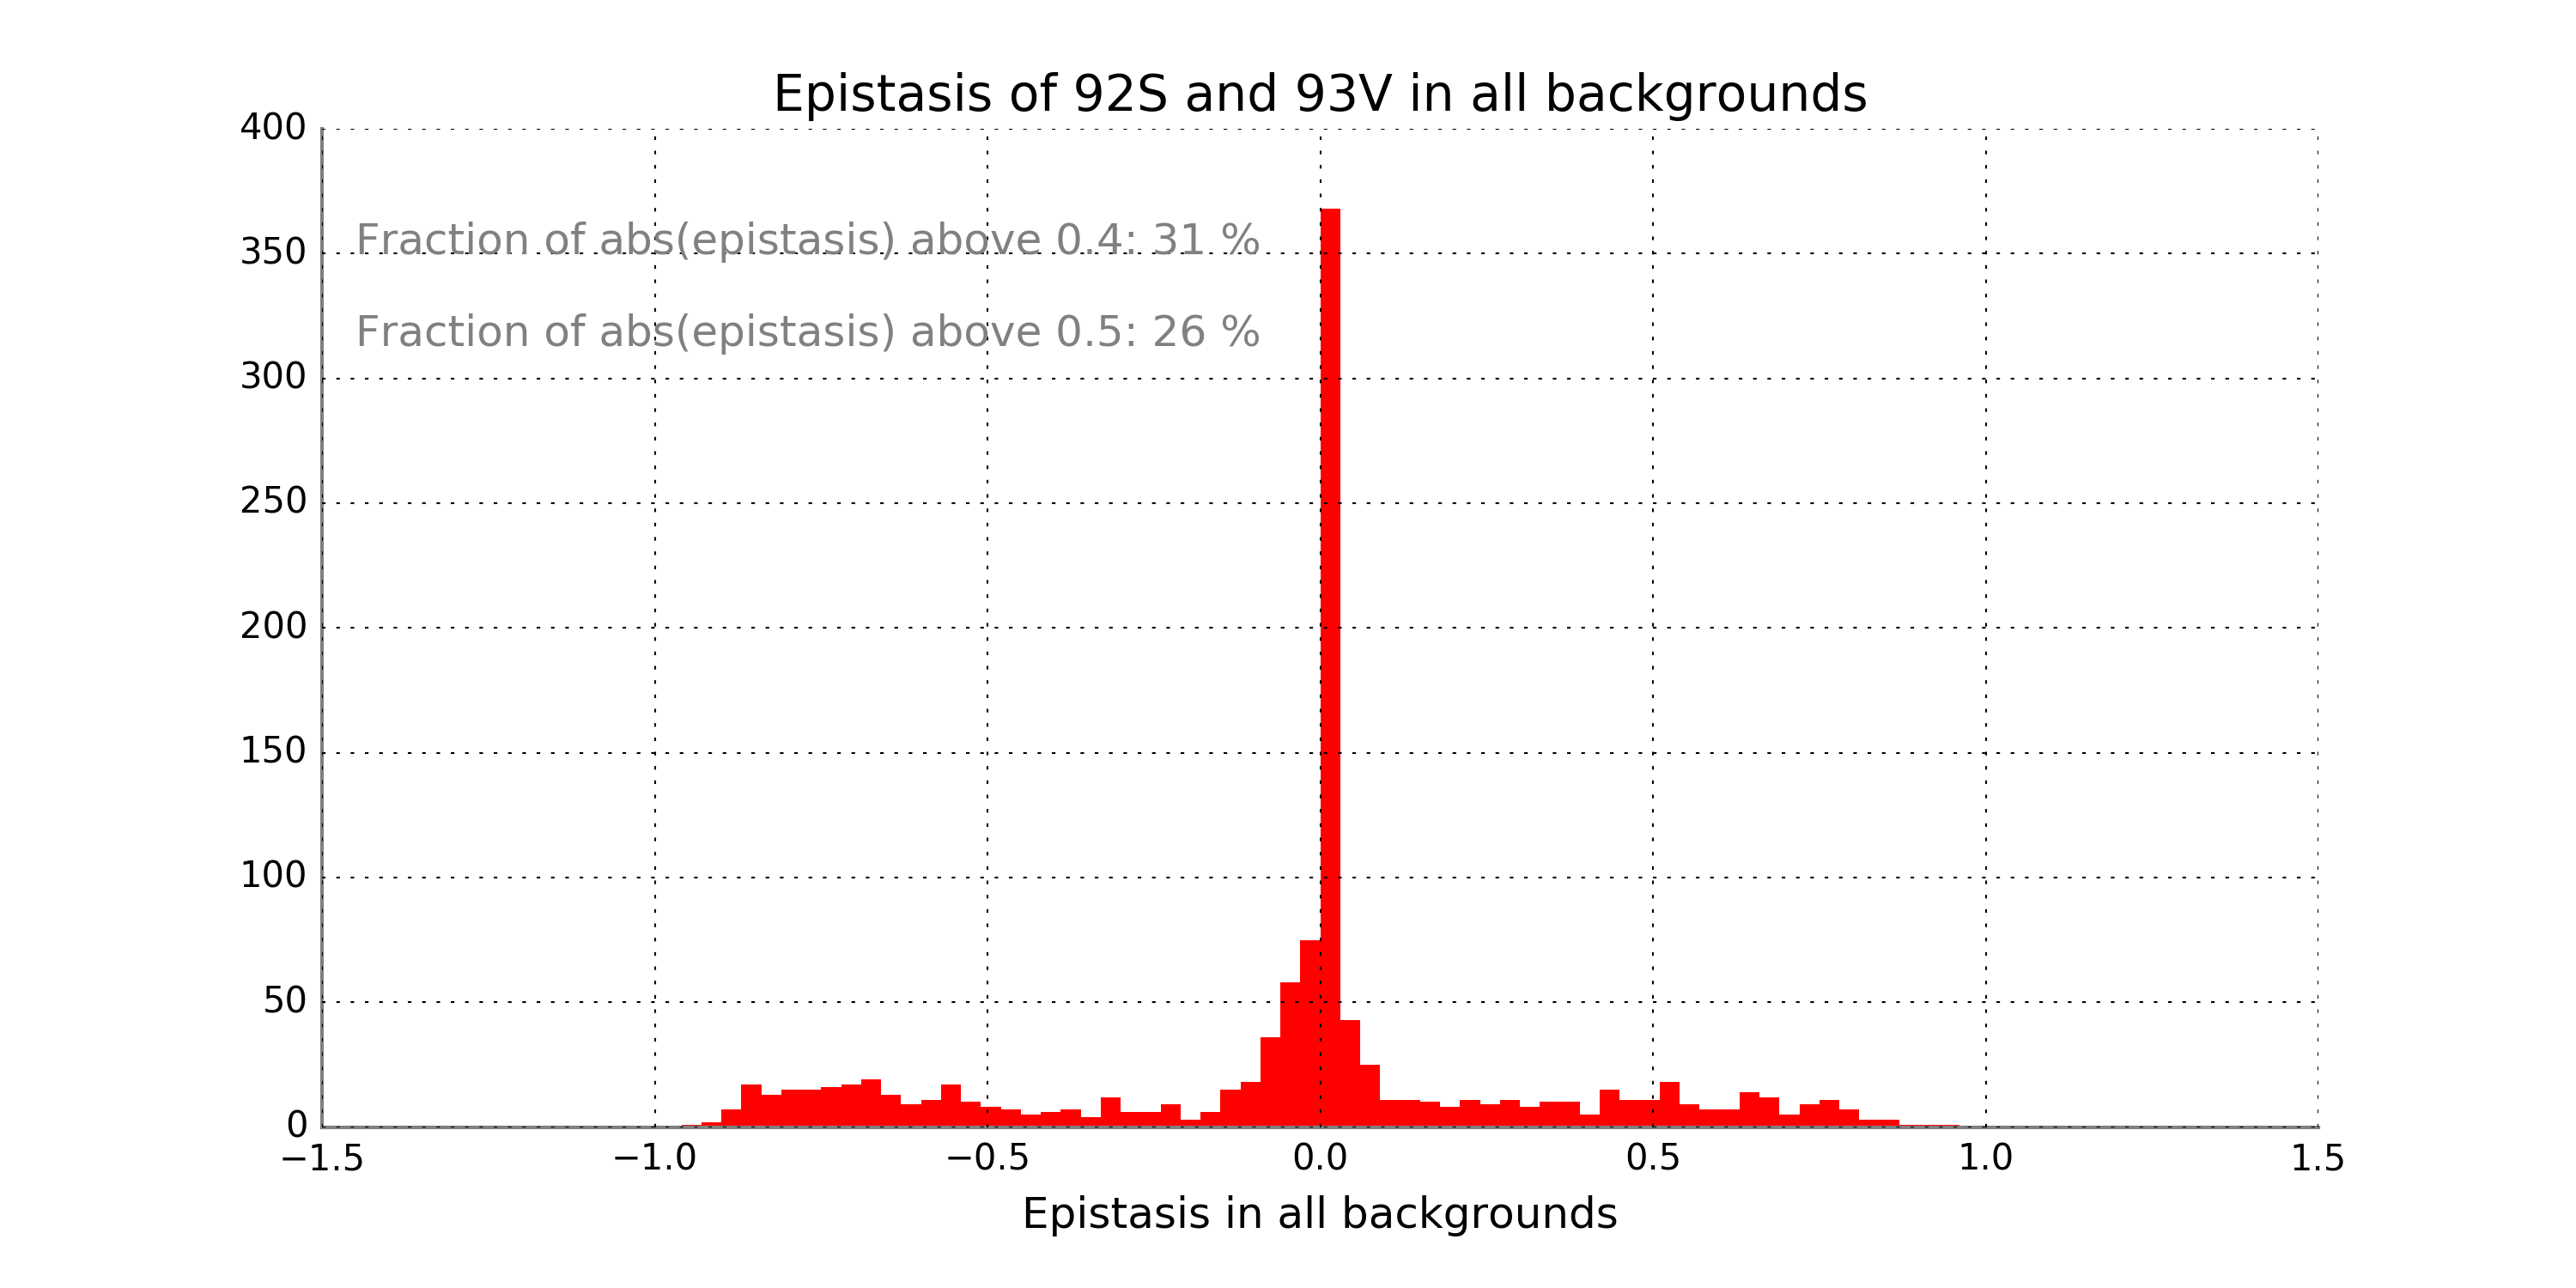 Epistasis of 92S and 93V in all backgrounds
400
Fraction of abs(epistasis) above 0.4: 31 %
350
Fraction of abs(epistasis) above 0.5: 26 %
300
250
200
150
100
50
0
−1.5 −1.0 −0.5 0.0 0.5 1.0 1.5
Epistasis in all backgrounds